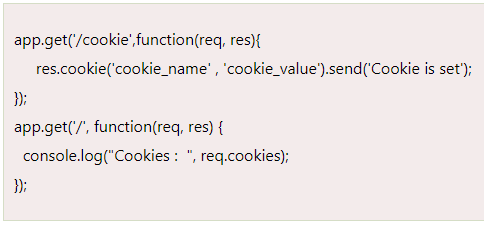 app.get('/cookie',function(req, res){
res.cookie('cookie_name' , 'cookie_value').send('Cookie is set');
});
app.get('/', function(req, res) {
console.log("Cookies :  ", req.cookies);
});